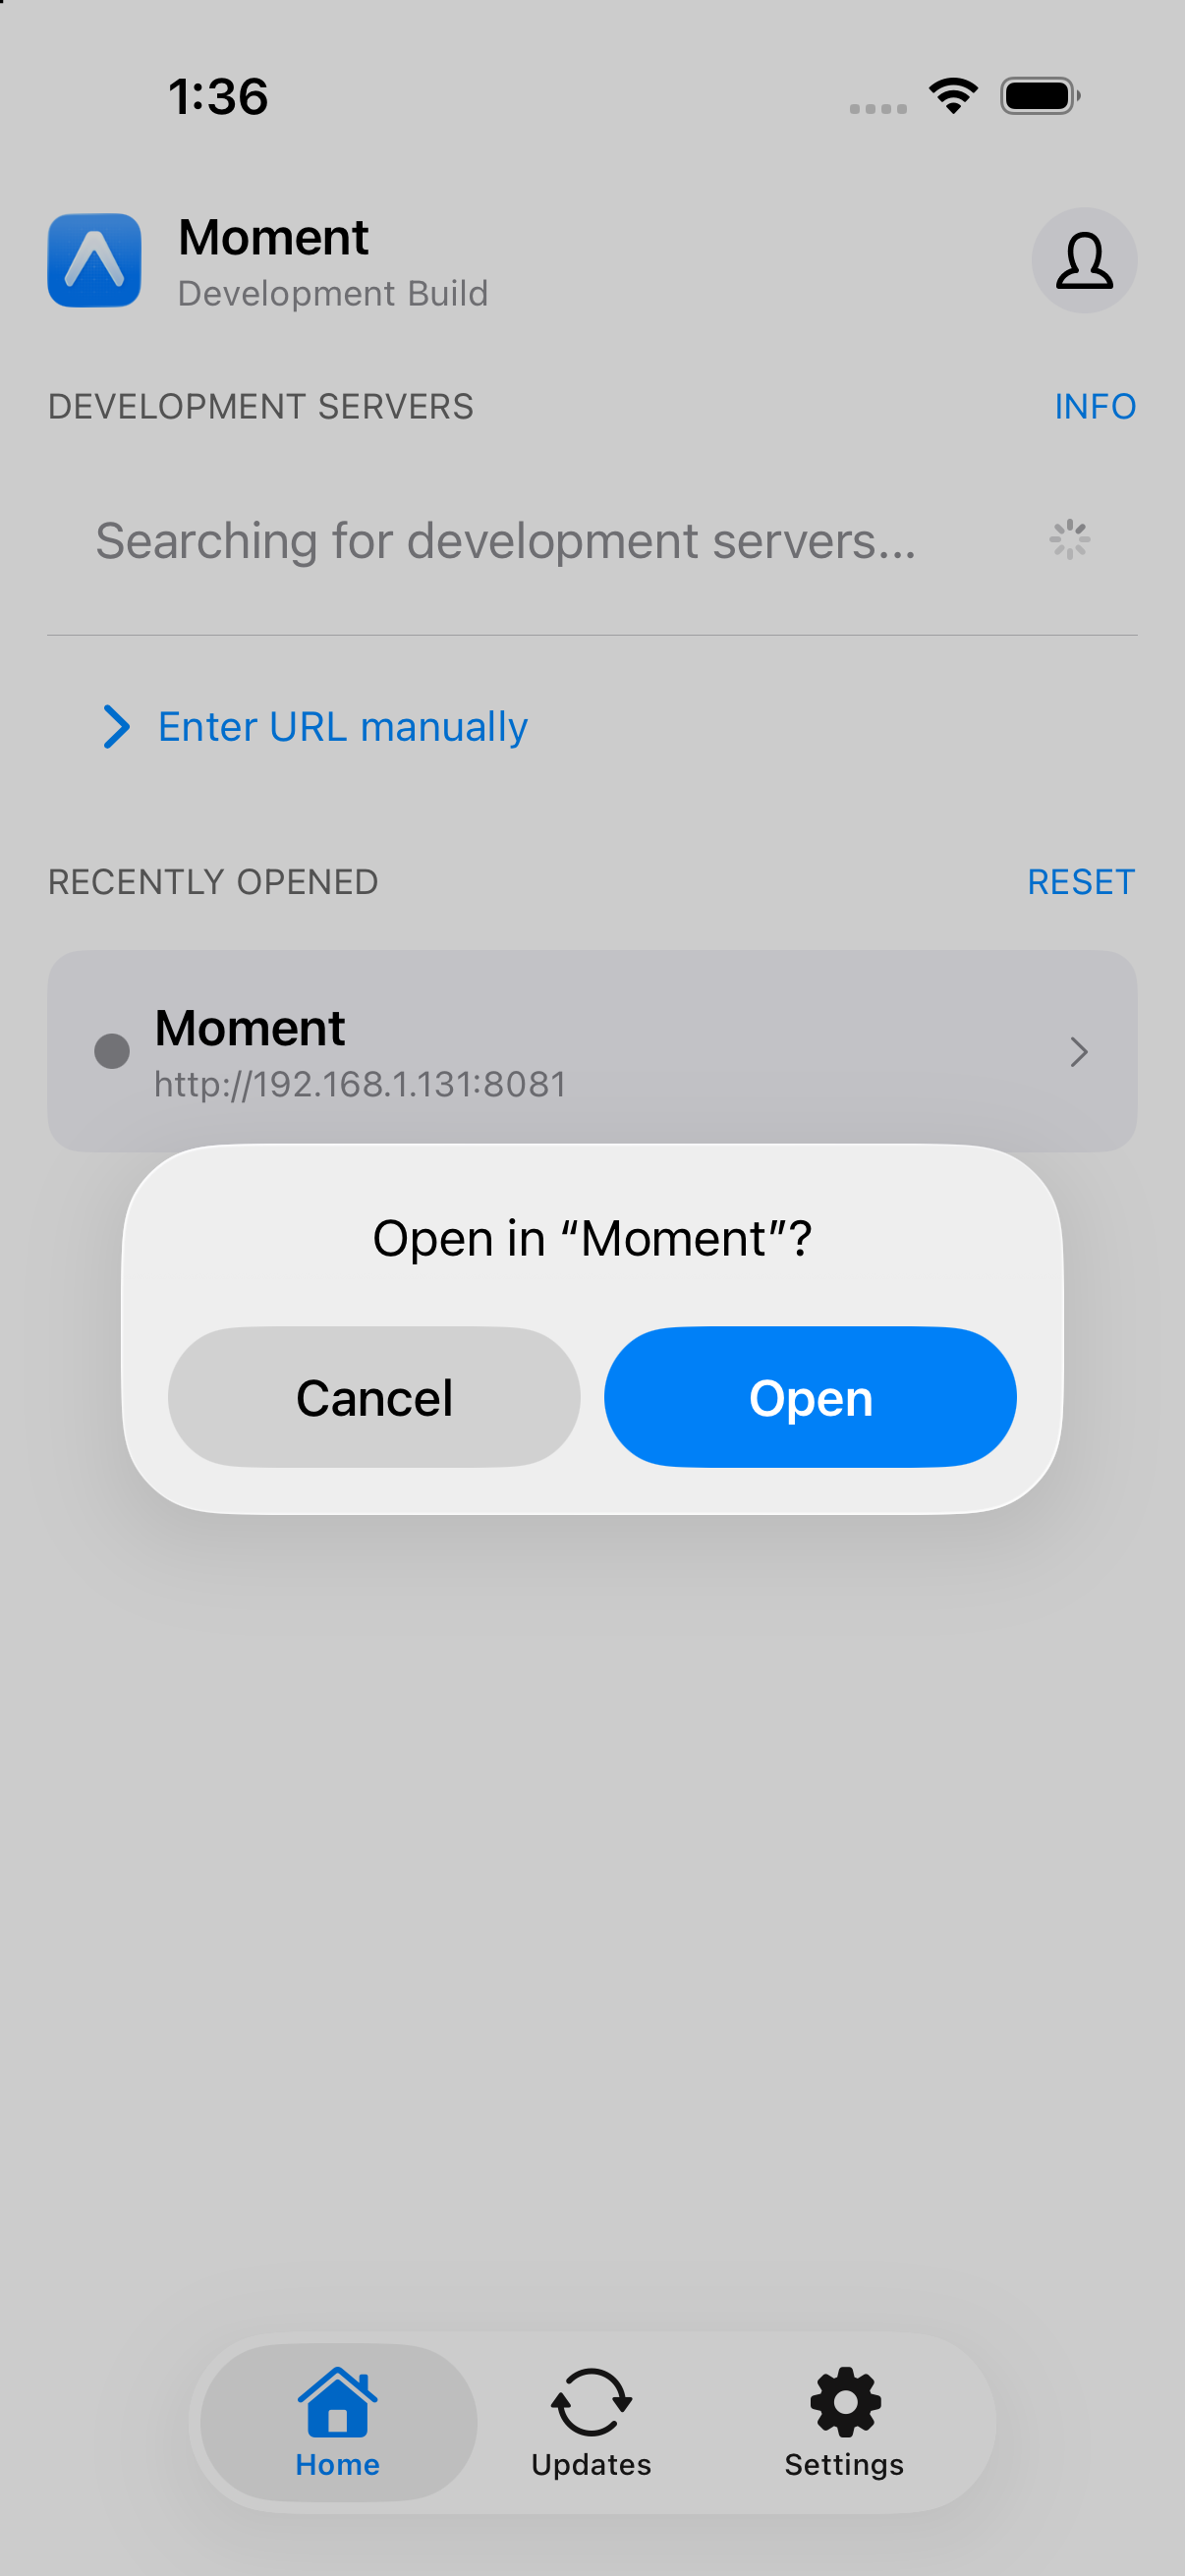 1:36
Moment
Development Build
DEVELOPMENT SERVERS
INFO
Searching for development servers...
Enter URL manually
RECENTLY OPENED
RESET
Moment
http://192.168.1.131:8081
Open in “Moment”?
Cancel
Open
Home
Updates
Settings